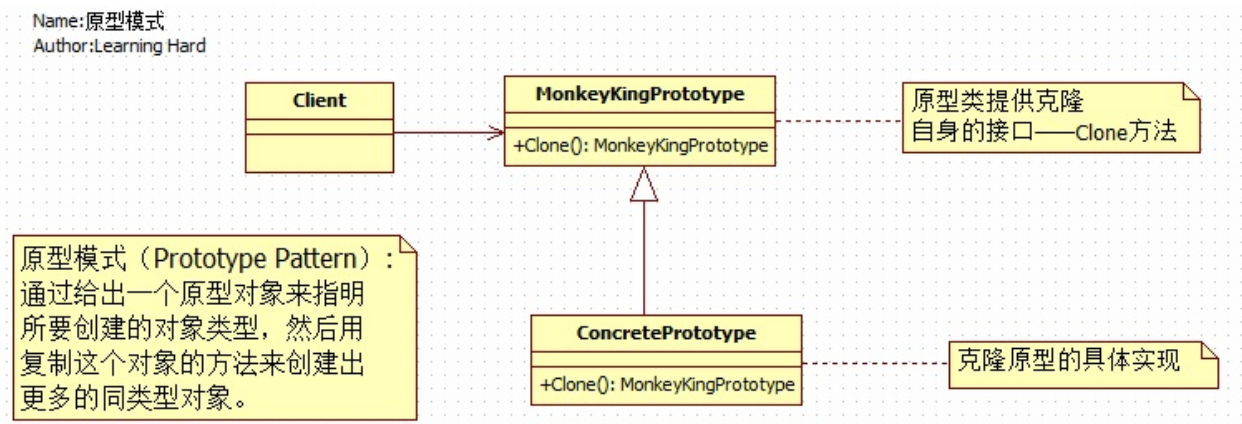 Name:原型模式
Author:Learning Hard
Client
MonkeyKingPrototype
+Clone(): MonkeyKingPrototype
原型类提供克隆
自身的接口——Clone方法
原型模式（Prototype Pattern）:
通过给出一个原型对象来指明
所要创建的对象类型，然后用
复制这个对象的方法来创建出
更多的同类型对象。
ConcretePrototype
+Clone(): MonkeyKingPrototype
克隆原型的具体实现